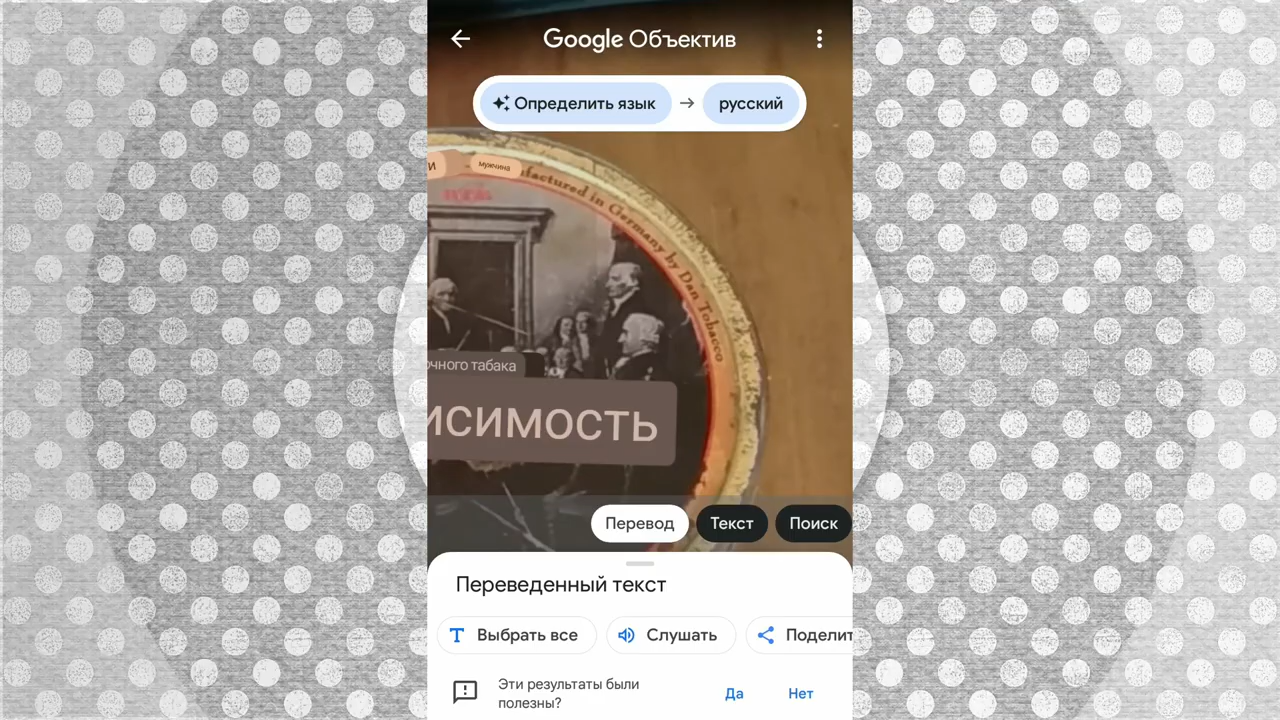 Google Объектив
Определить язык → русский
и
мужчина
factured in Germany by Dan Tobacco
очного табака
исимость
Перевод
Текст
Поиск
Переведенный текст
Выбрать все
Слушать
Поделит
Эти результаты были
полезны?
Да
Нет